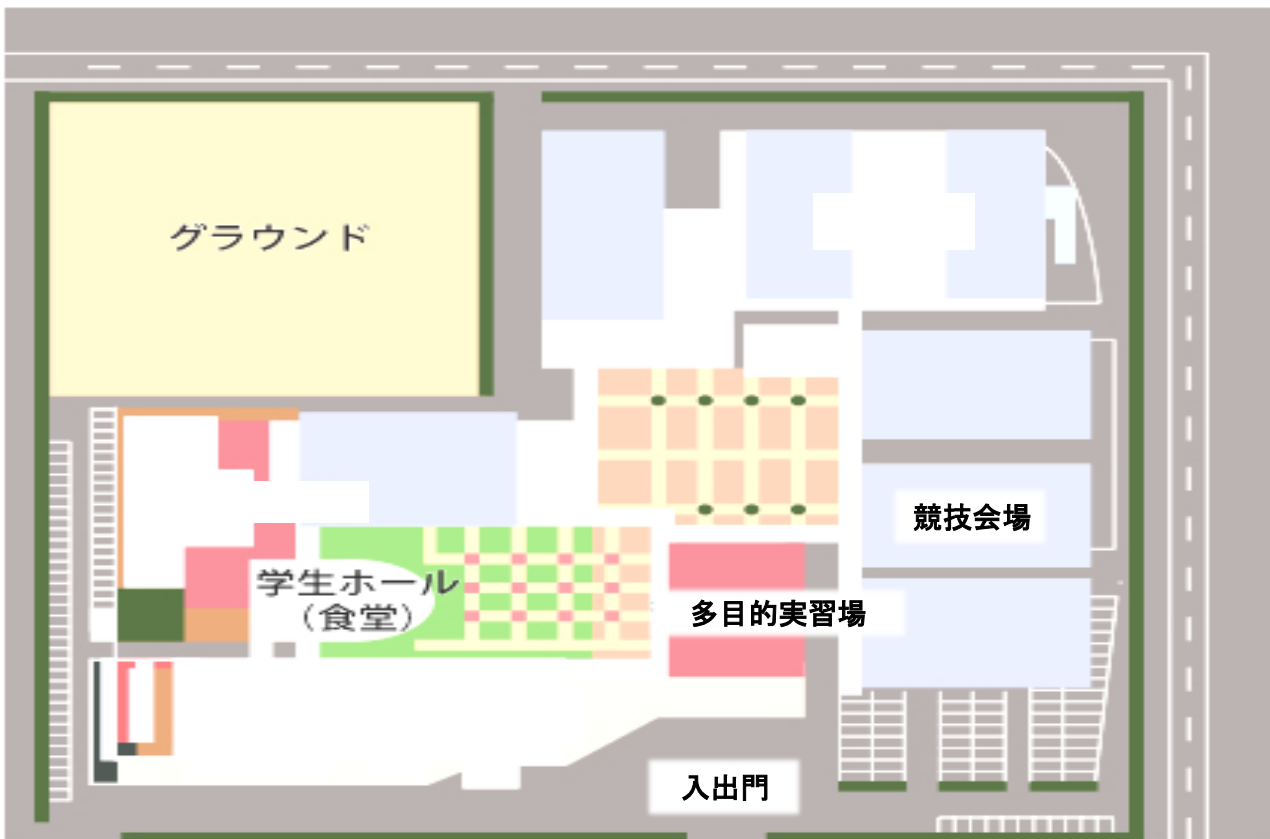 グラウンド
競技会場
学生ホール
(食堂)
多目的実習場
入出門